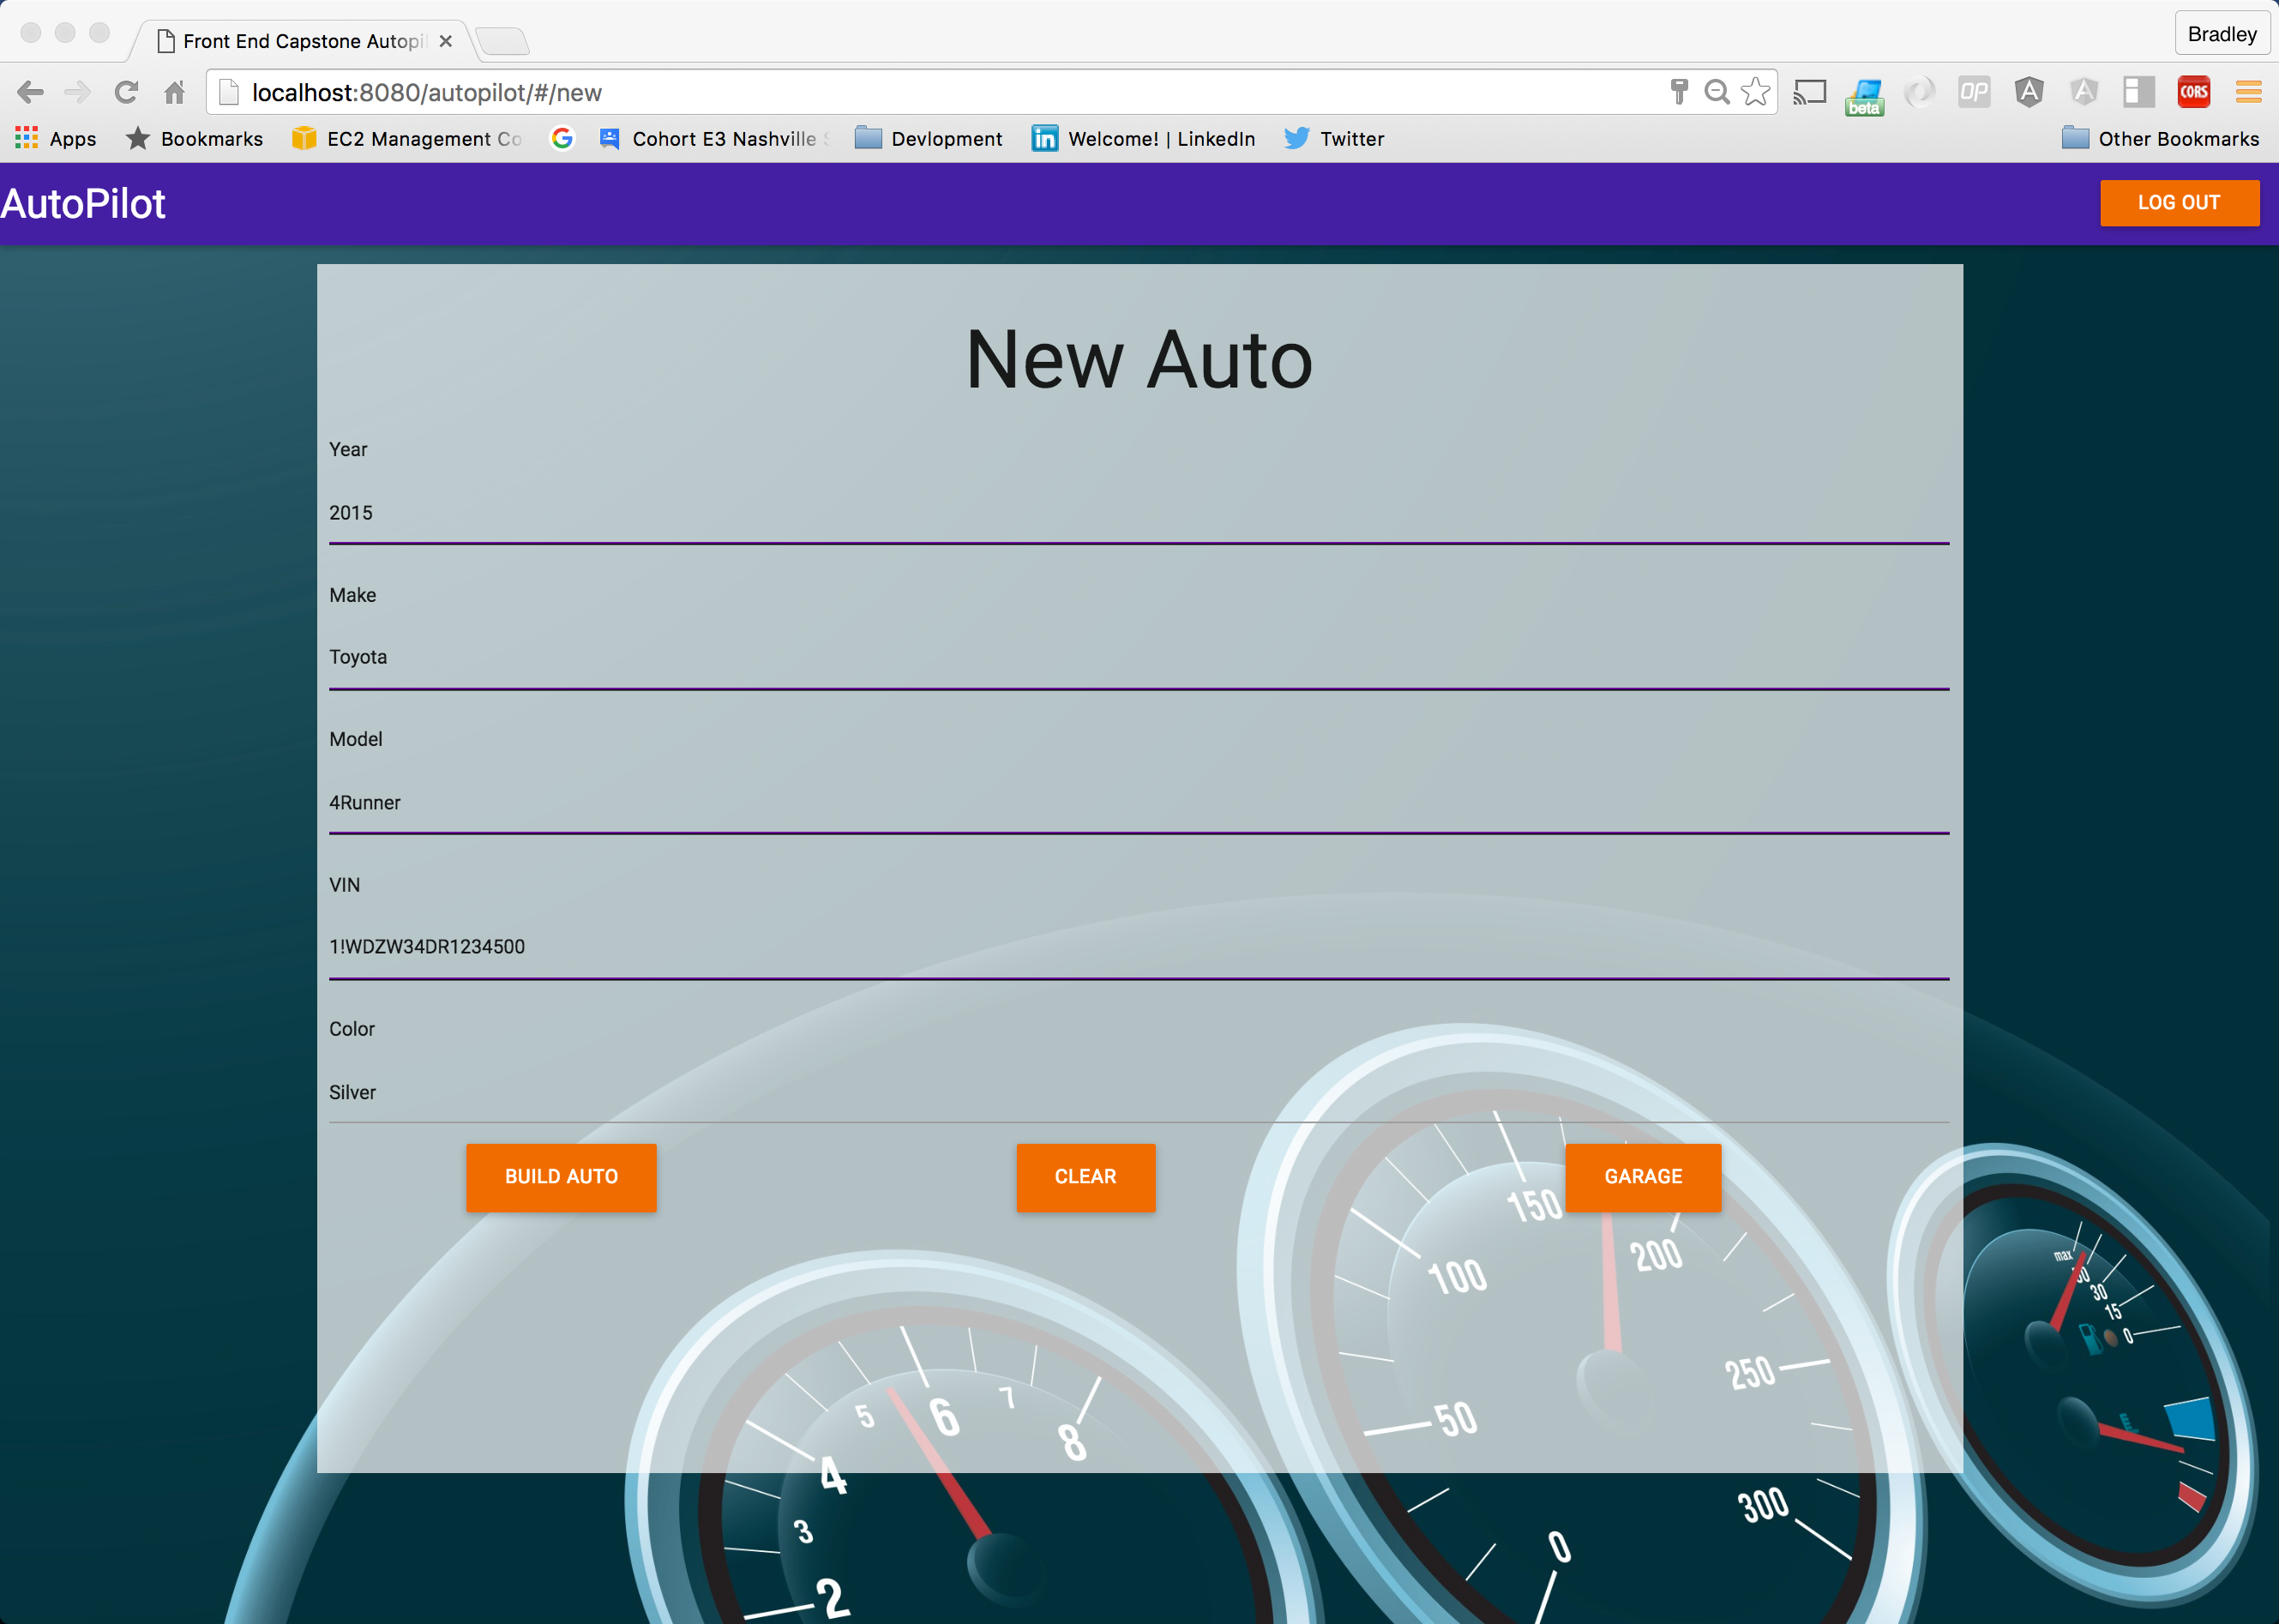 Front End Capstone Autopi
Bradley
localhost:8080/autopilot/#/new
OP
A
A
beta
CORS
Apps
Bookmarks
EC2 Management Co
G
Cohort E3 Nashville
in
Devlopment
Welcome! | LinkedIn
Twitter
Other Bookmarks
AutoPilot
LOG OUT
New Auto
Year
2015
Make
Toyota
Model
4Runner
VIN
1!WDZW34DR1234500
Color
Silver
BUILD AUTO
CLEAR
GARAGE
150
200
100
250
50
300
0
max
30
15
0
5
6
7
8
4
3
2